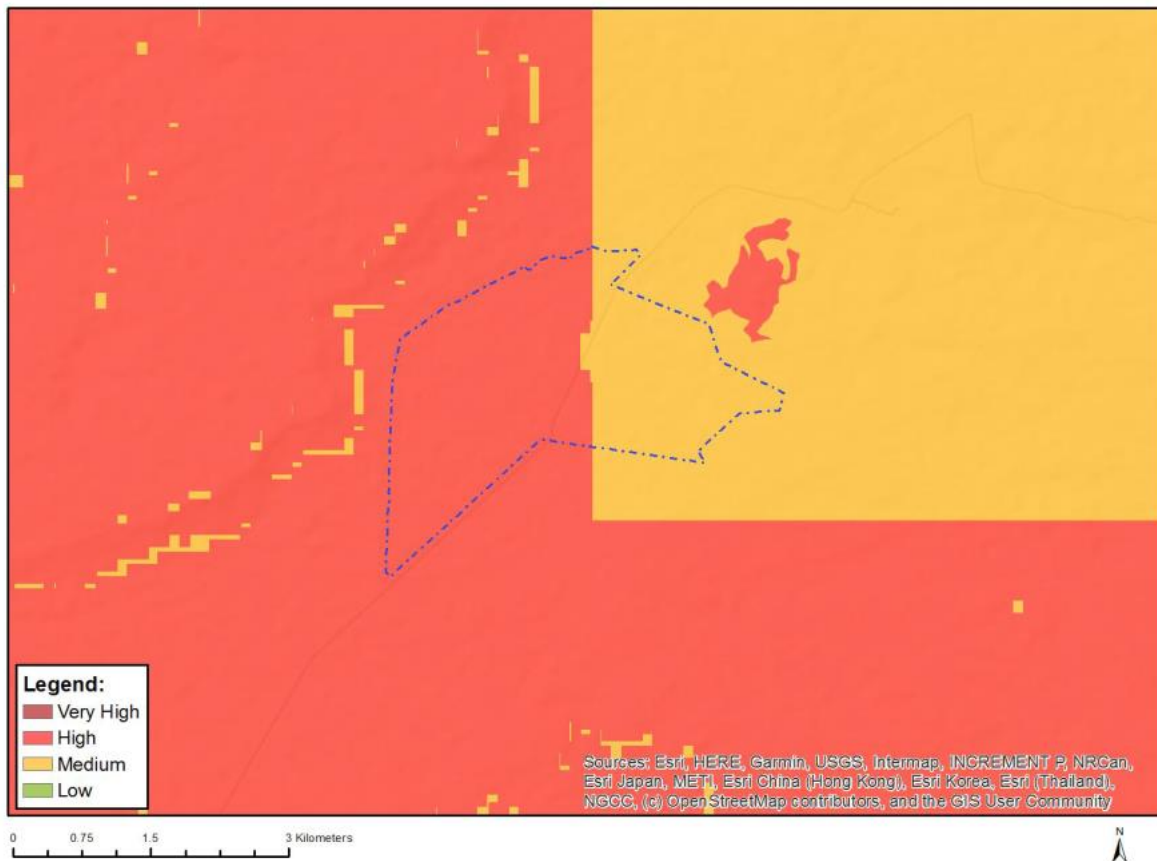 Legend:
Very High
High
Medium
Low
Sources: Esri, HERE, Garmin, USGS, Intermap, INCREMENT P, NRCan,
Esri Japan, METI, Esri China (Hong Kong), Esri Korea, Esri (Thailand),
NGCC, (c) OpenStreetMap contributors, and the GIS User Community
0 0.75 1.5 3 Kilometers
N